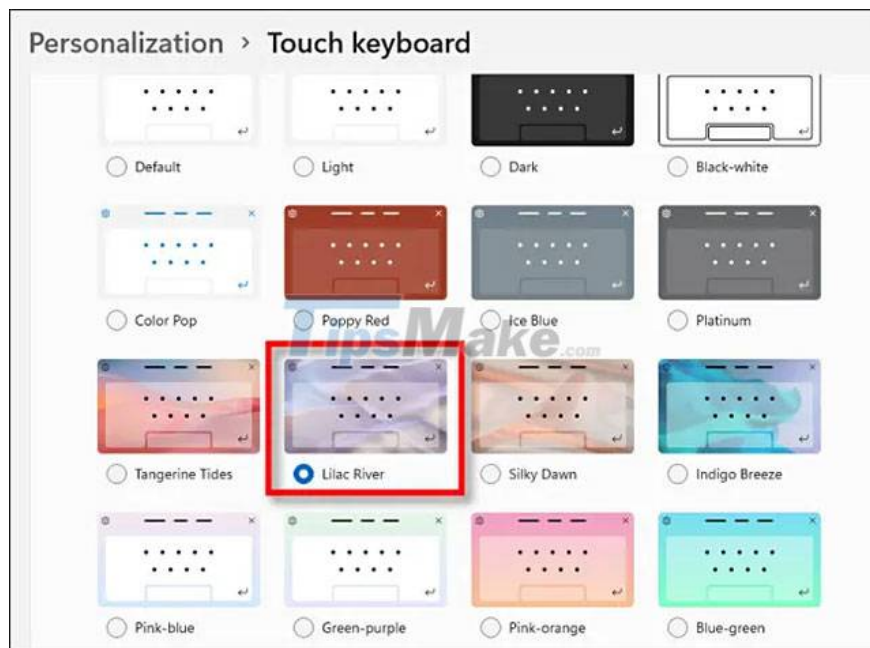 Personalization > Touch keyboard
Default Light Dark Black-white
Color Pop Poppy Red Ice Blue Platinum
TipsMake.com
Tangerine Tides Lilac River Silky Dawn Indigo Breeze
Pink-blue Green-purple Pink-orange Blue-green